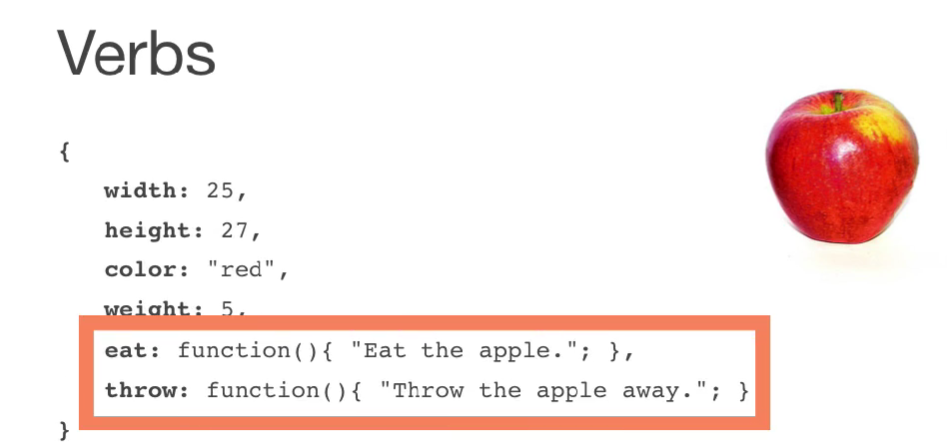 Verbs
{
width: 25,
height: 27,
color: "red",
weight: 5,
eat: function(){ "Eat the apple."; },
throw: function(){ "Throw the apple away."; }
}